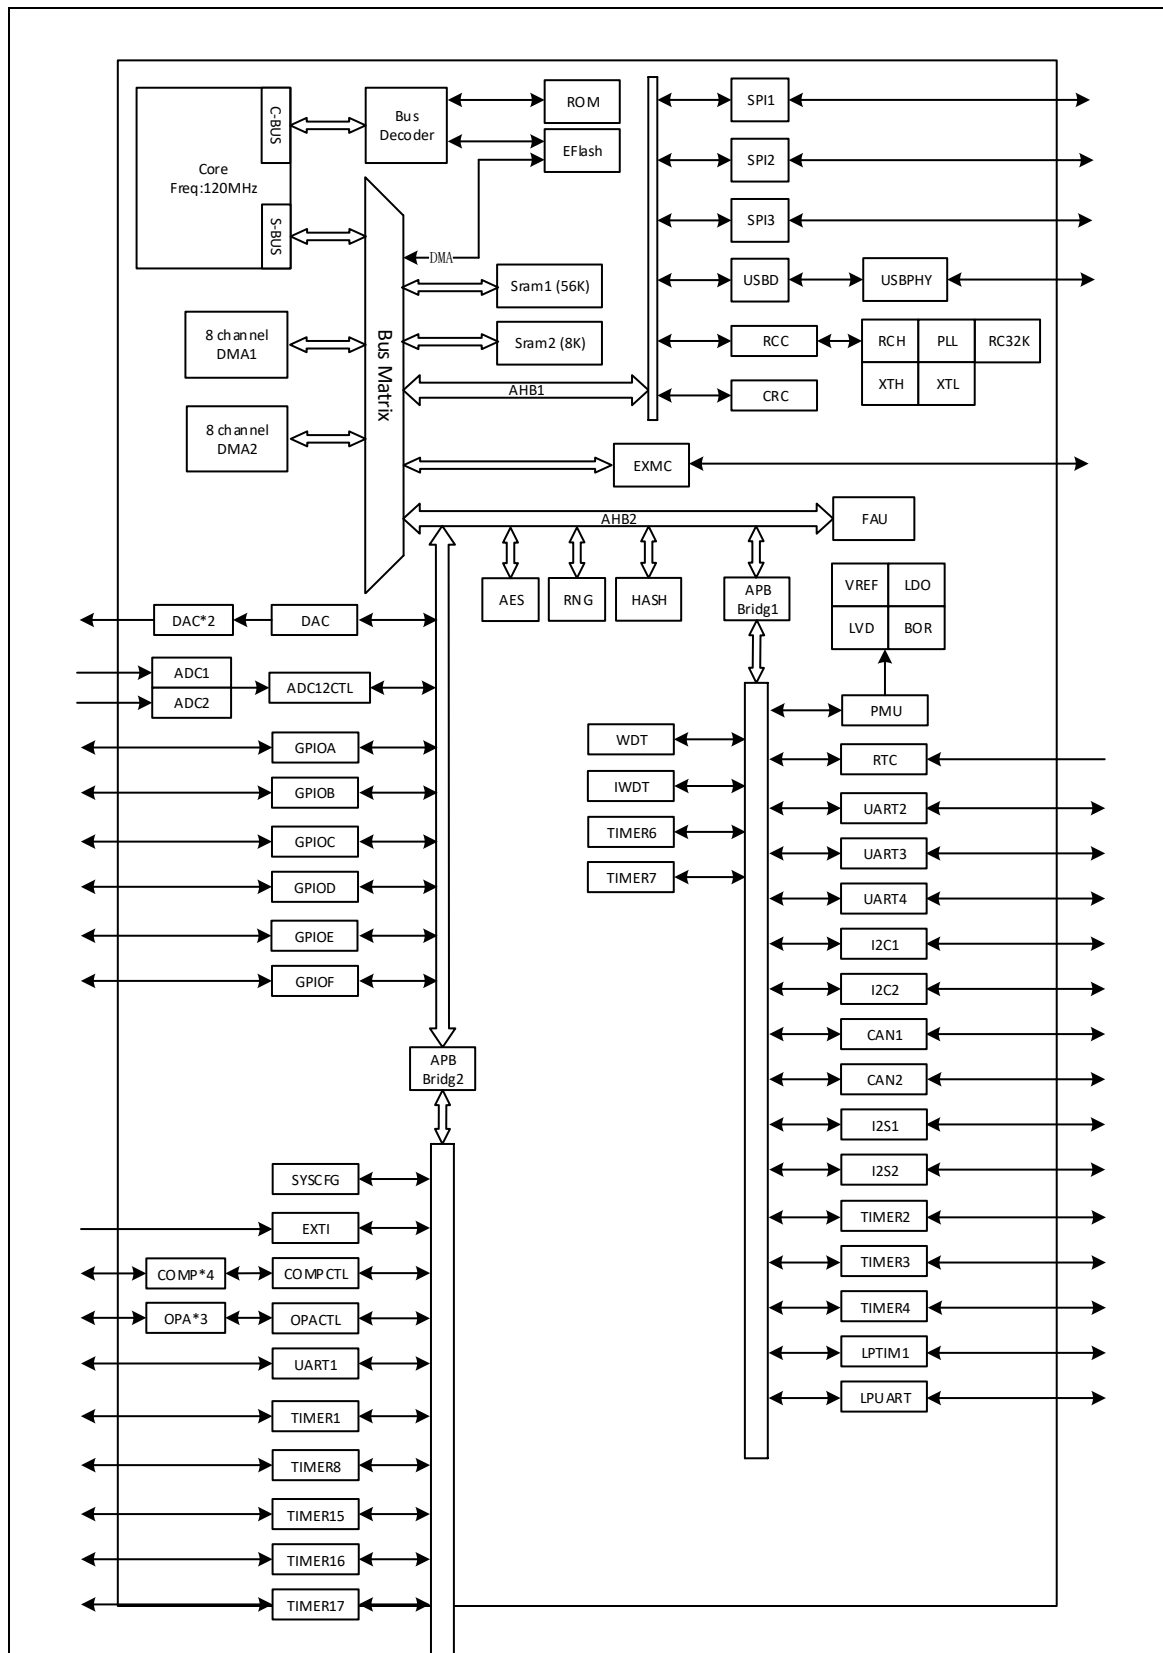 C-BUS
Core
Freq:120MHz
S-BUS
Bus
Decoder
ROM
EFlash
DMA
Sram1 (56K)
Sram2 (8K)
8 channel
DMA1
8 channel
DMA2
Bus Matrix
AHB1
SPI1
SPI2
SPI3
USBD
USBPHY
RCC
RCH
PLL
RC32K
XTH
XTL
CRC
EXMC
AHB2
FAU
AES
RNG
HASH
APB
Bridg1
VREF
LDO
LVD
BOR
PMU
DAC*2
DAC
ADC1
ADC2
ADC12CTL
GPIOA
GPIOB
GPIOC
GPIOD
GPIOE
GPIOF
APB
Bridg2
WDT
IWDT
TIMER6
TIMER7
RTC
UART2
UART3
UART4
I2C1
I2C2
CAN1
CAN2
I2S1
I2S2
TIMER2
TIMER3
TIMER4
LPTIM1
LPUART
SYSCFG
EXTI
COMP*4
COMPCTL
OPA*3
OPACTL
UART1
TIMER1
TIMER8
TIMER15
TIMER16
TIMER17